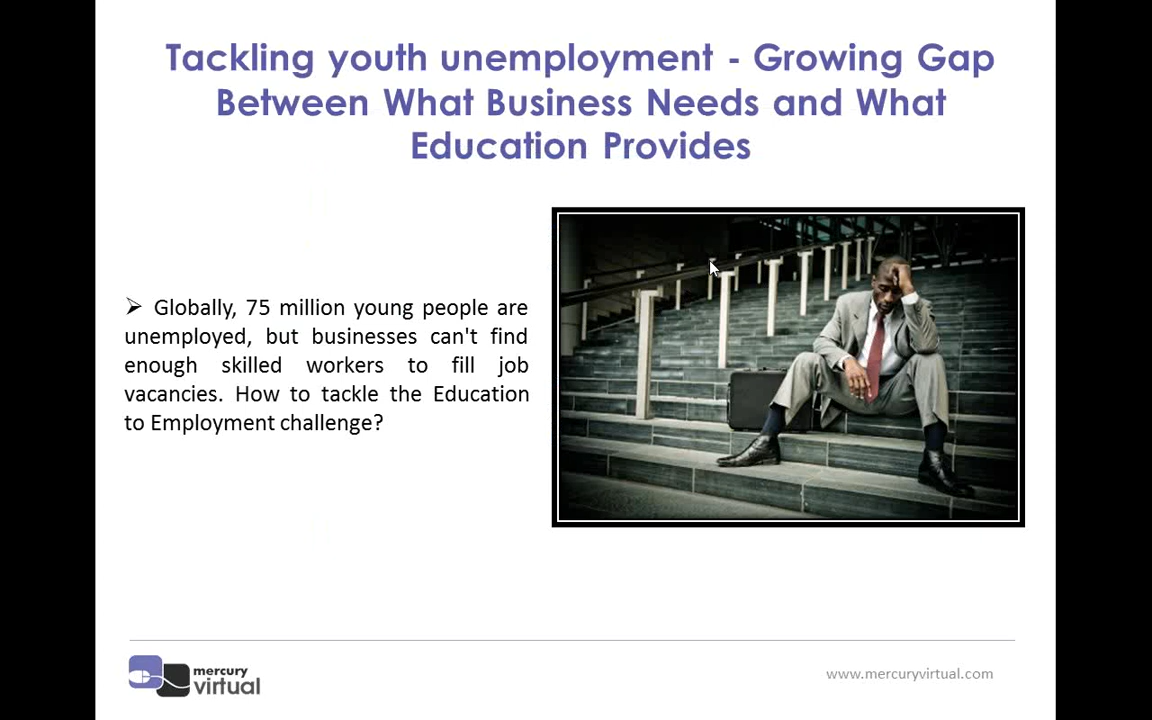 Tackling youth unemployment - Growing Gap
Between What Business Needs and What
Education Provides
➢ Globally, 75 million young people are
unemployed, but businesses can't find
enough skilled workers to fill job
vacancies. How to tackle the Education
to Employment challenge?
mercury
virtual
www.mercuryvirtual.com